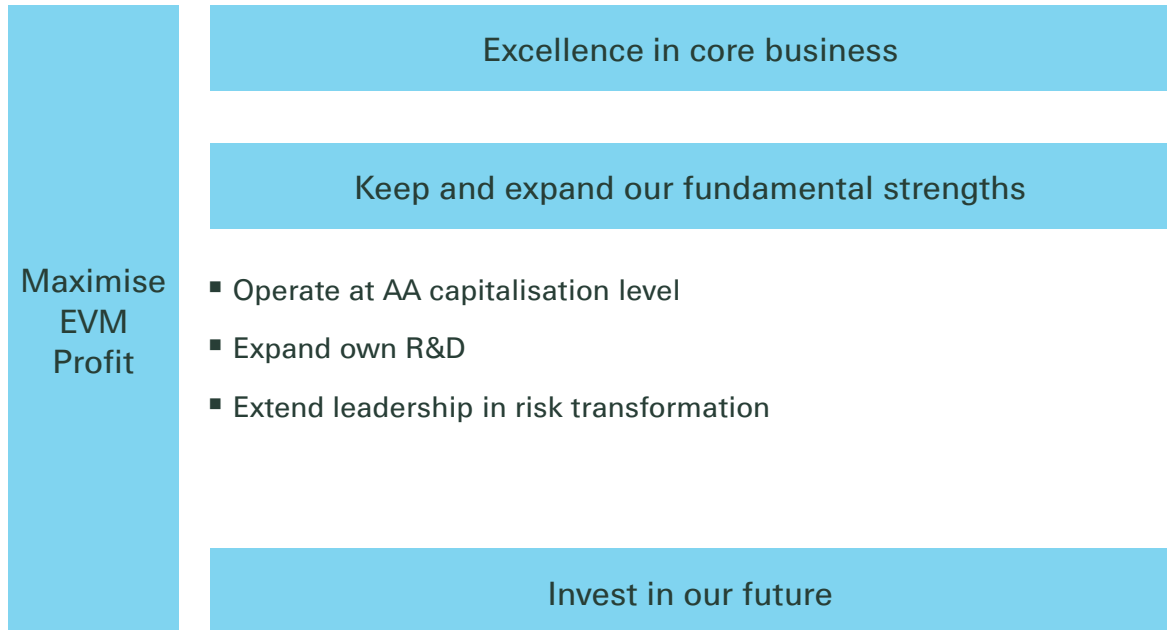 Maximise
EVM
Profit
Excellence in core business
Keep and expand our fundamental strengths
▪ Operate at AA capitalisation level
▪ Expand own R&D
▪ Extend leadership in risk transformation
Invest in our future